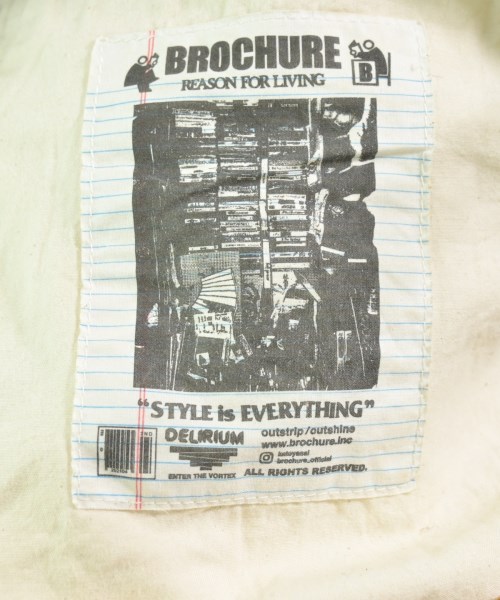 BROCHURE
REASON FOR LIVING
B
"STYLE is EVERYTHING"
DELIRIUM
ENTER THE VORTEX
outstrip/outshine
www.brochure.inc
brochure_official
ALL RIGHTS RESERVED.